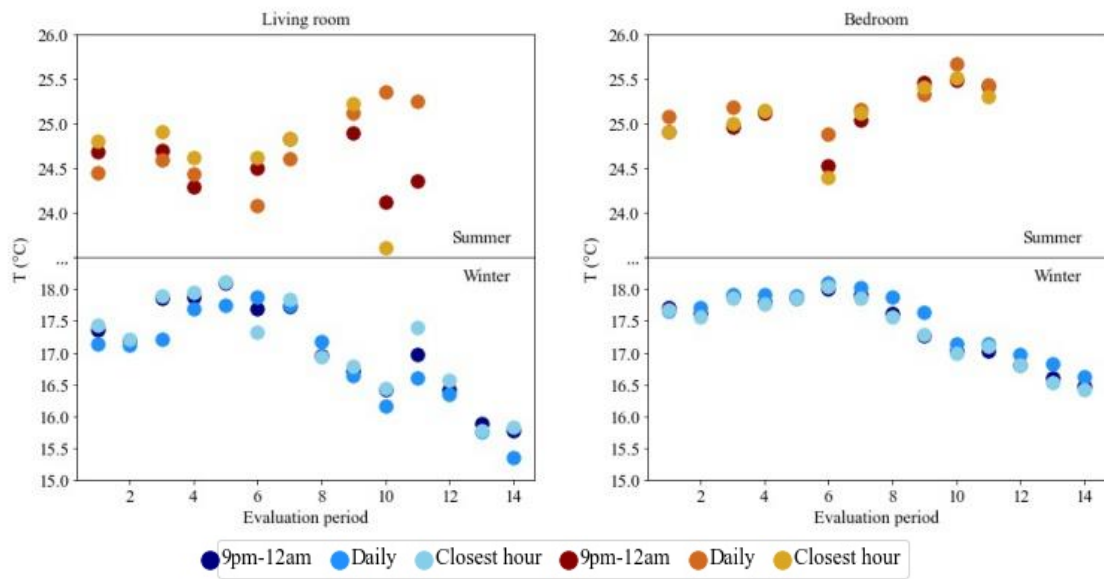 Living room
Bedroom
26.0
25.5
25.0
24.5
24.0
...
18.0
17.5
17.0
16.5
16.0
15.5
15.0
T (°C)
Summer
Winter
2 4 6 8 10 12 14
Evaluation period
26.0
25.5
25.0
24.5
24.0
...
18.0
17.5
17.0
16.5
16.0
15.5
15.0
T (°C)
Summer
Winter
2 4 6 8 10 12 14
Evaluation period
9pm-12am Daily Closest hour 9pm-12am Daily Closest hour